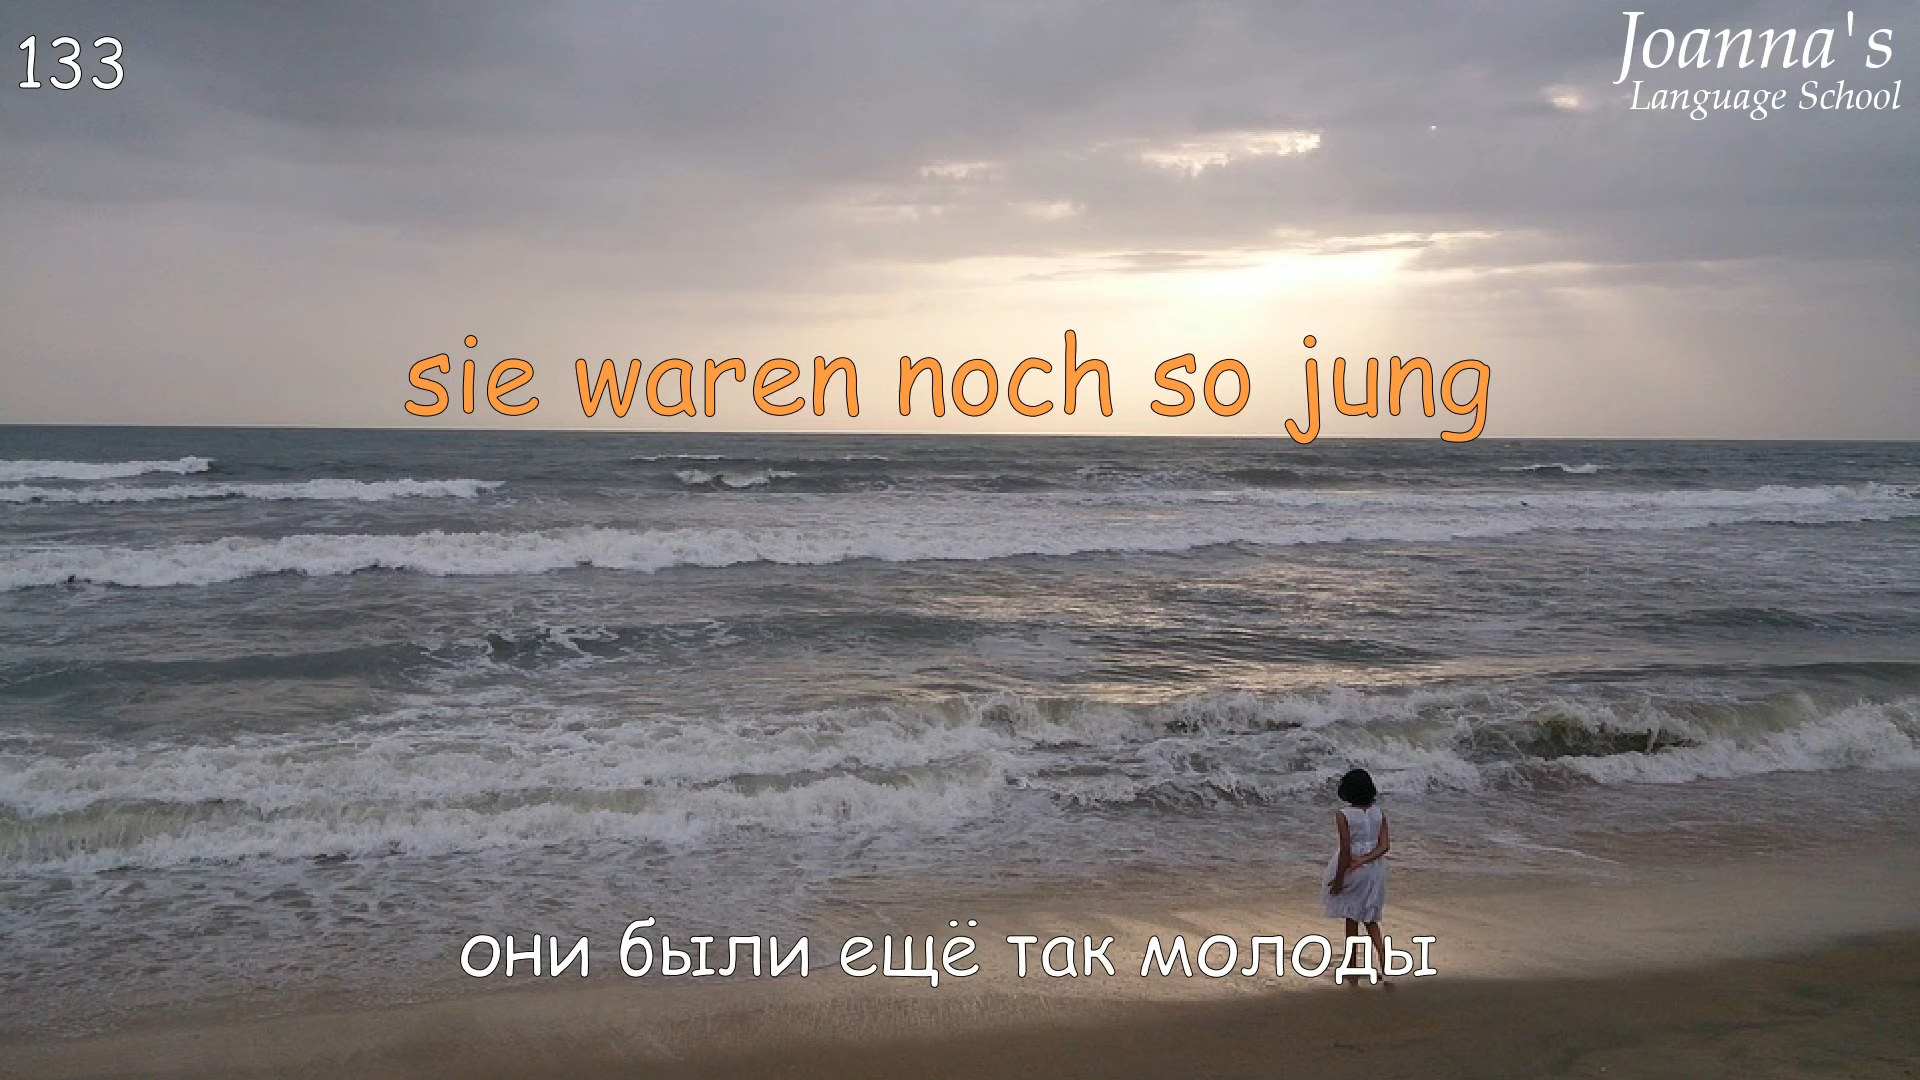 133
Joanna's
Language School
sie waren noch so jung
они были ещё так молоды